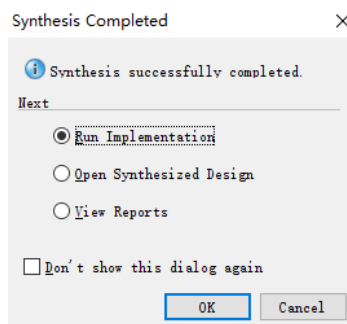 Synthesis Completed
Synthesis successfully completed.
Next
Run Implementation
Open Synthesized Design
View Reports
Don't show this dialog again
OK Cancel